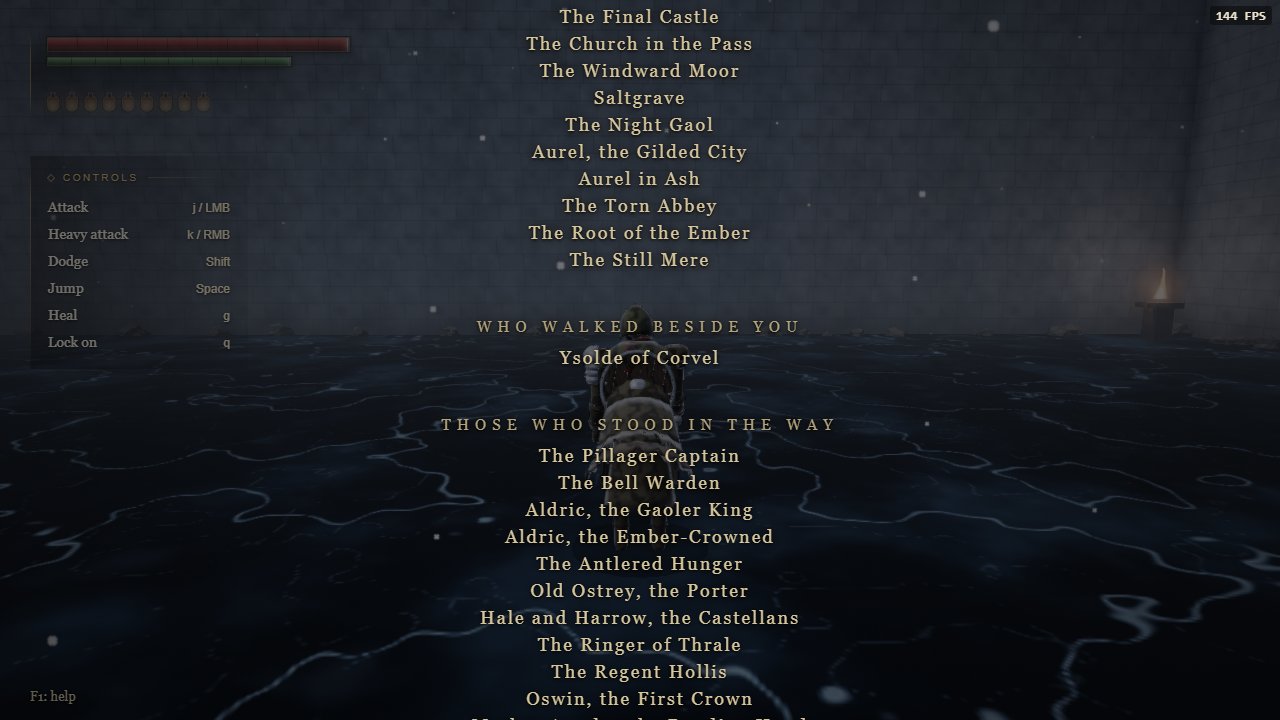 The Final Castle
144 FPS
The Church in the Pass
The Windward Moor
Saltgrave
The Night Gaol
Aurel, the Gilded City
Aurel in Ash
The Torn Abbey
The Root of the Ember
The Still Mere
CONTROLS
Attack j / LMB
Heavy attack k / RMB
Dodge Shift
Jump Space
Heal g
Lock on q
WHO WALKED BESIDE YOU
Ysolde of Corvel
THOSE WHO STOOD IN THE WAY
The Pillager Captain
The Bell Warden
Aldric, the Gaoler King
Aldric, the Ember-Crowned
The Antlered Hunger
Old Ostrey, the Porter
Hale and Harrow, the Castellans
The Ringer of Thrale
The Regent Hollis
Oswin, the First Crown
F1: help